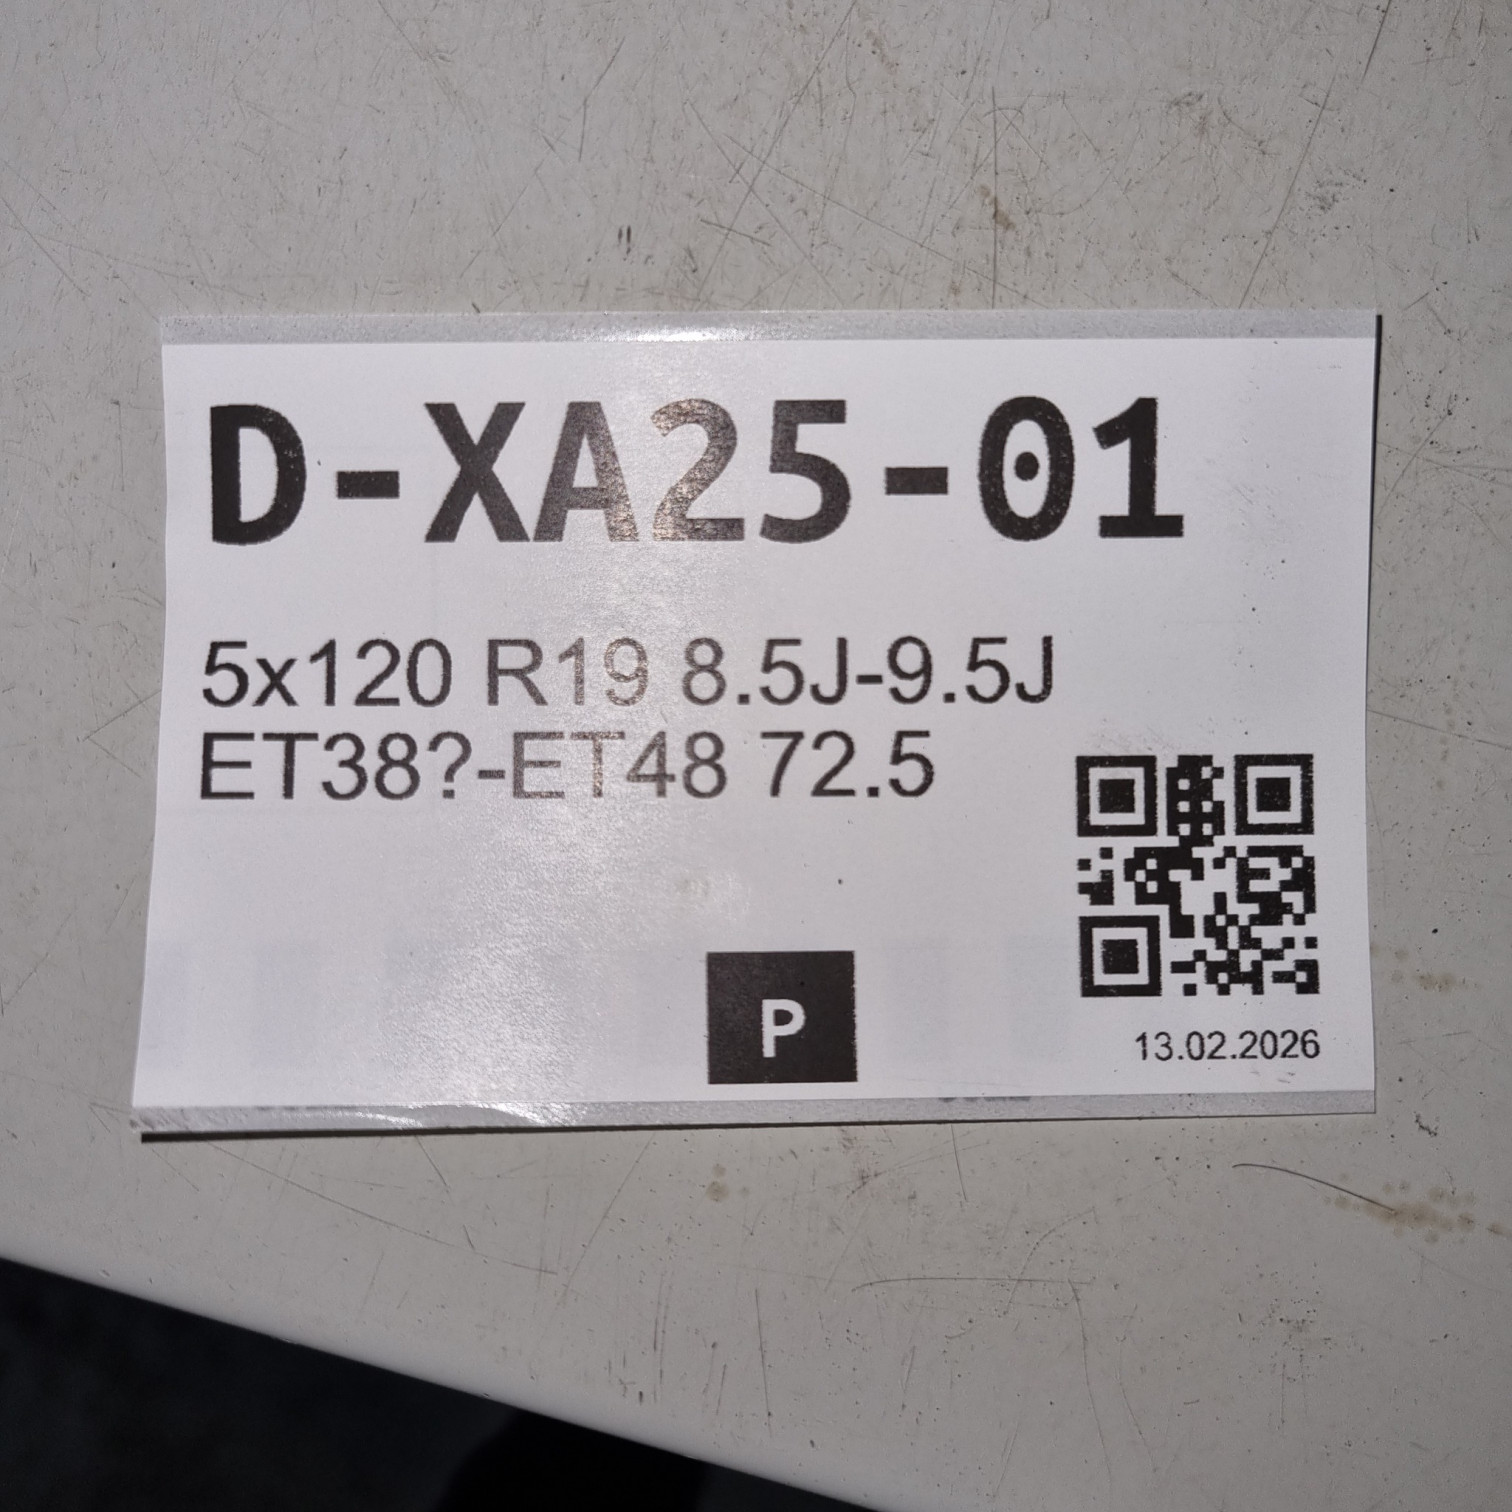 D-XA25-01
5x120 R19 8.5J-9.5J
ET38?-ET48 72.5
P
13.02.2026